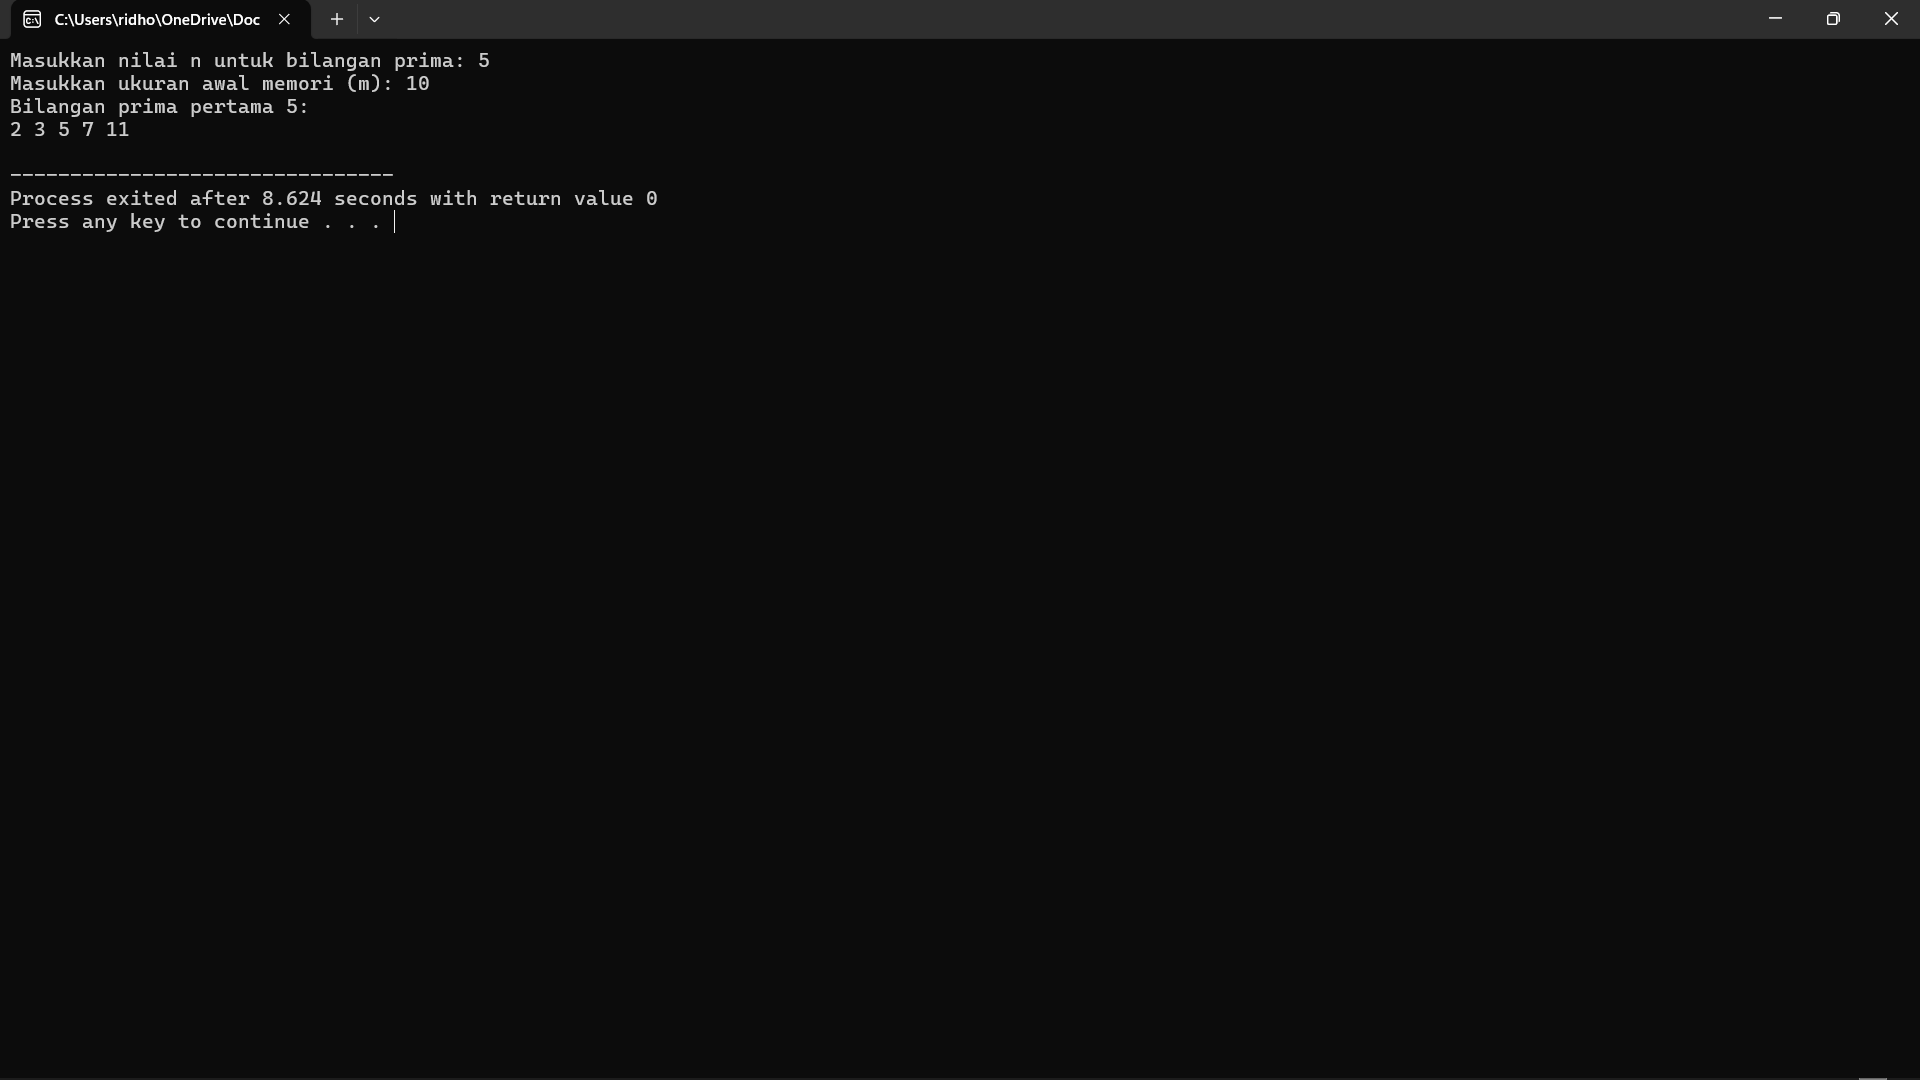 C:\Users\ridho\OneDrive\Doc
Masukkan nilai n untuk bilangan prima: 5
Masukkan ukuran awal memori (m): 10
Bilangan prima pertama 5:
2 3 5 7 11
--------------------------------
Process exited after 8.624 seconds with return value 0
Press any key to continue . . .